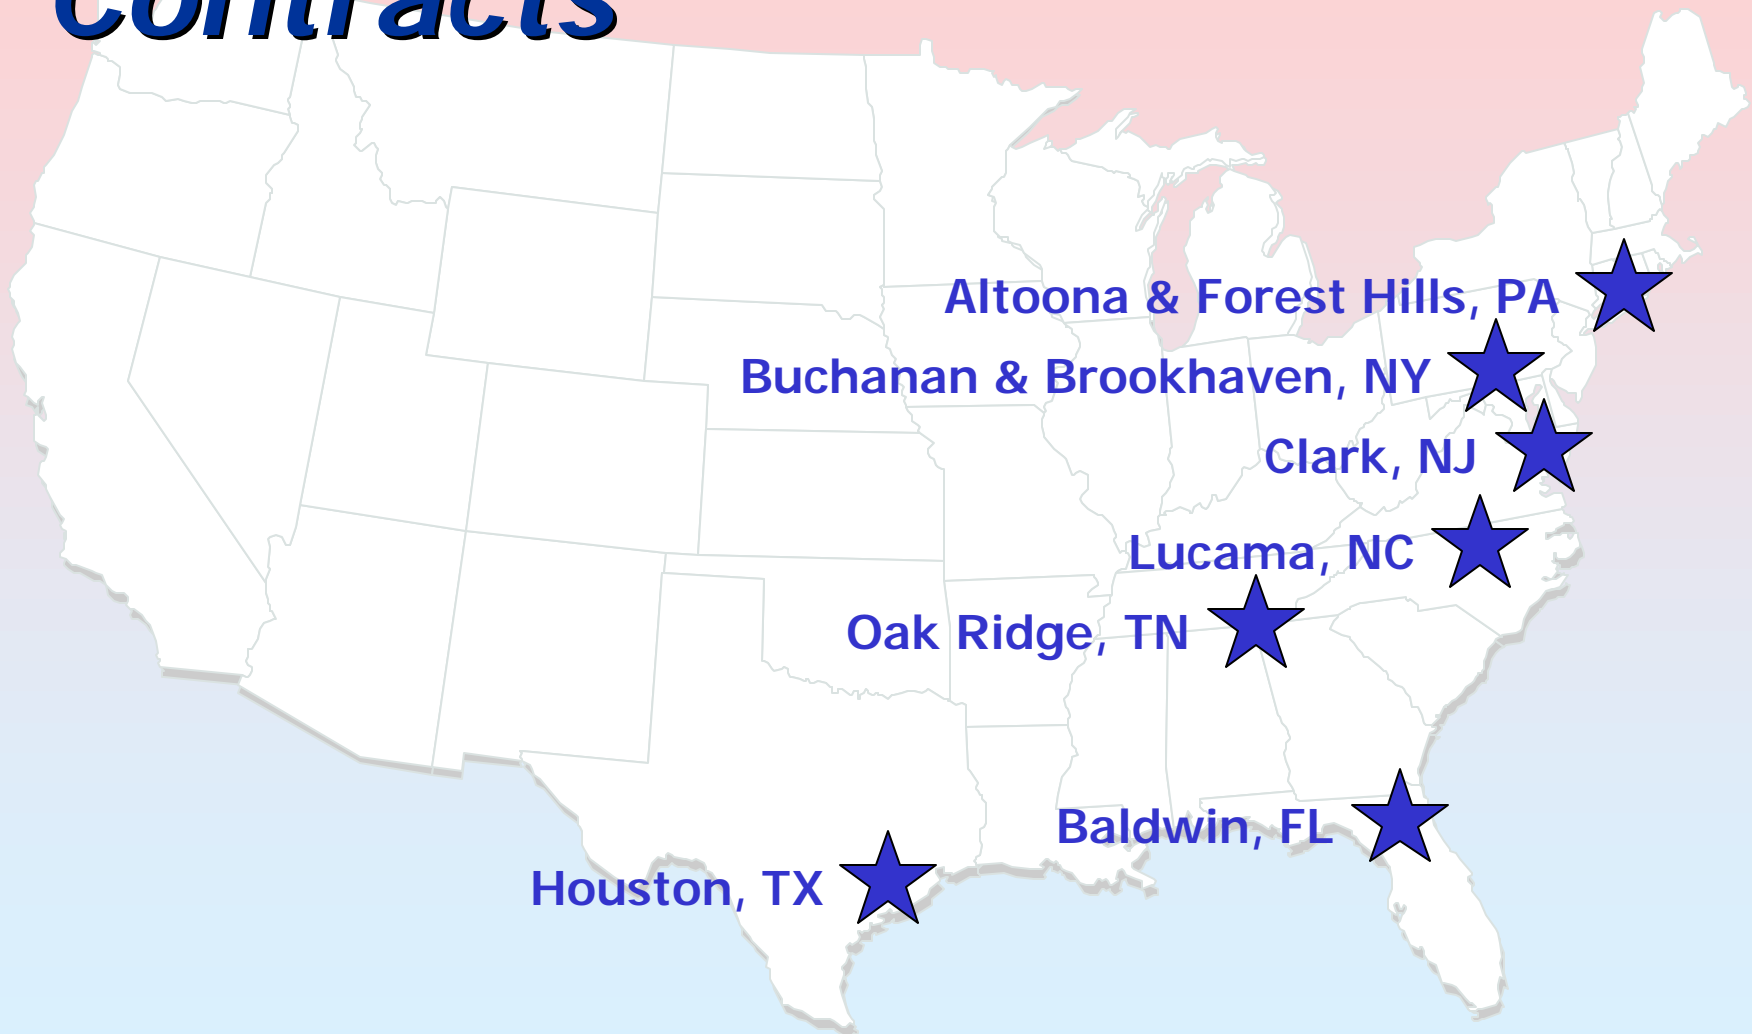 Contracts
Altoona & Forest Hills, PA
Buchanan & Brookhaven, NY
Clark, NJ
Lucama, NC
Oak Ridge, TN
Baldwin, FL
Houston, TX